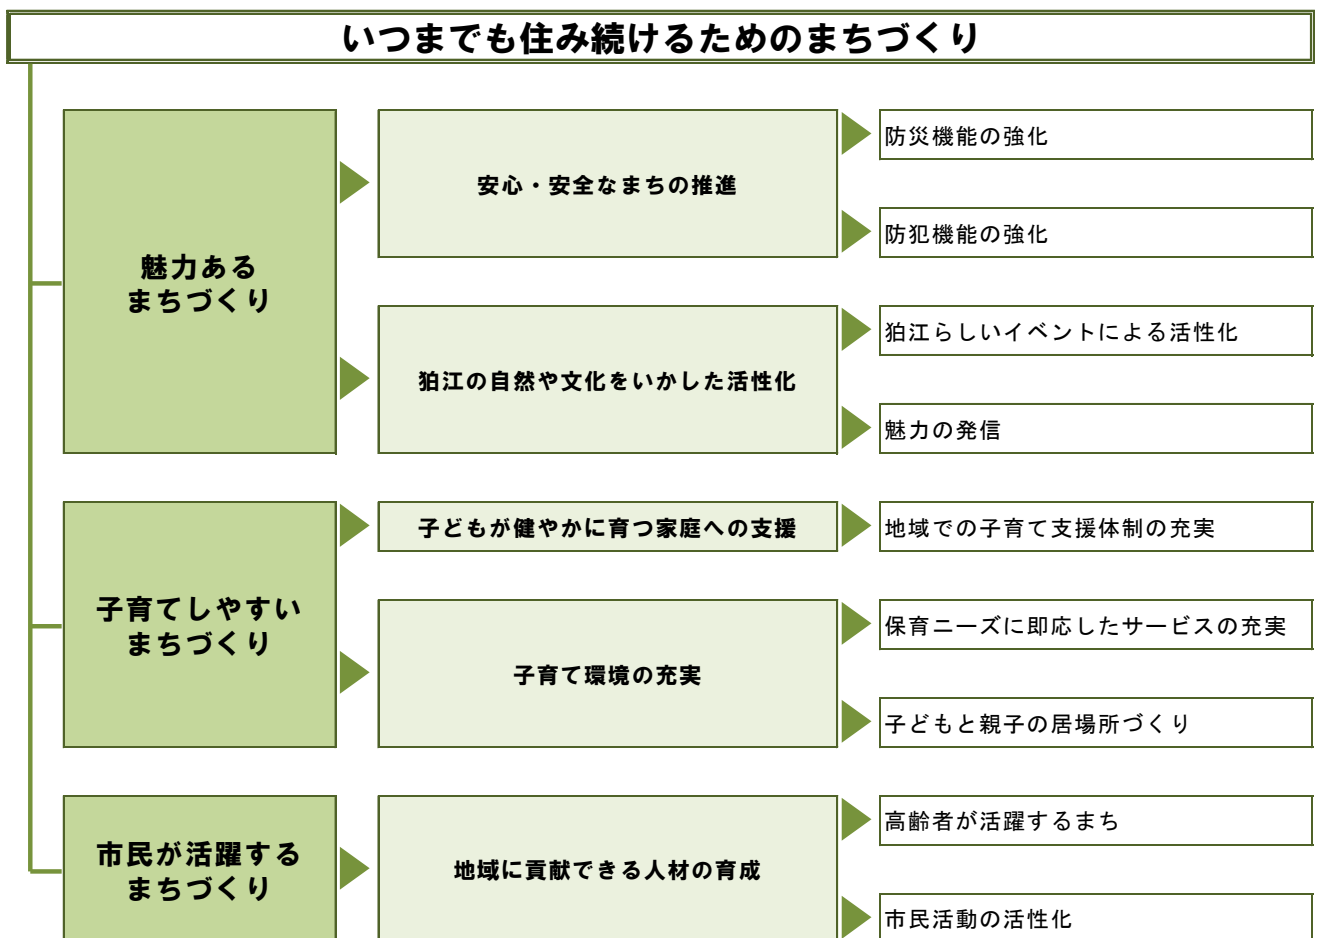 いつまでも住み続けるためのまちづくり
魅力ある
まちづくり
安心・安全なまちの推進
防災機能の強化
防犯機能の強化
狛江の自然や文化をいかした活性化
狛江らしいイベントによる活性化
魅力の発信
子育てしやすい
まちづくり
子どもが健やかに育つ家庭への支援
地域での子育て支援体制の充実
子育て環境の充実
保育ニーズに即応したサービスの充実
子どもと親子の居場所づくり
市民が活躍する
まちづくり
地域に貢献できる人材の育成
高齢者が活躍するまち
市民活動の活性化